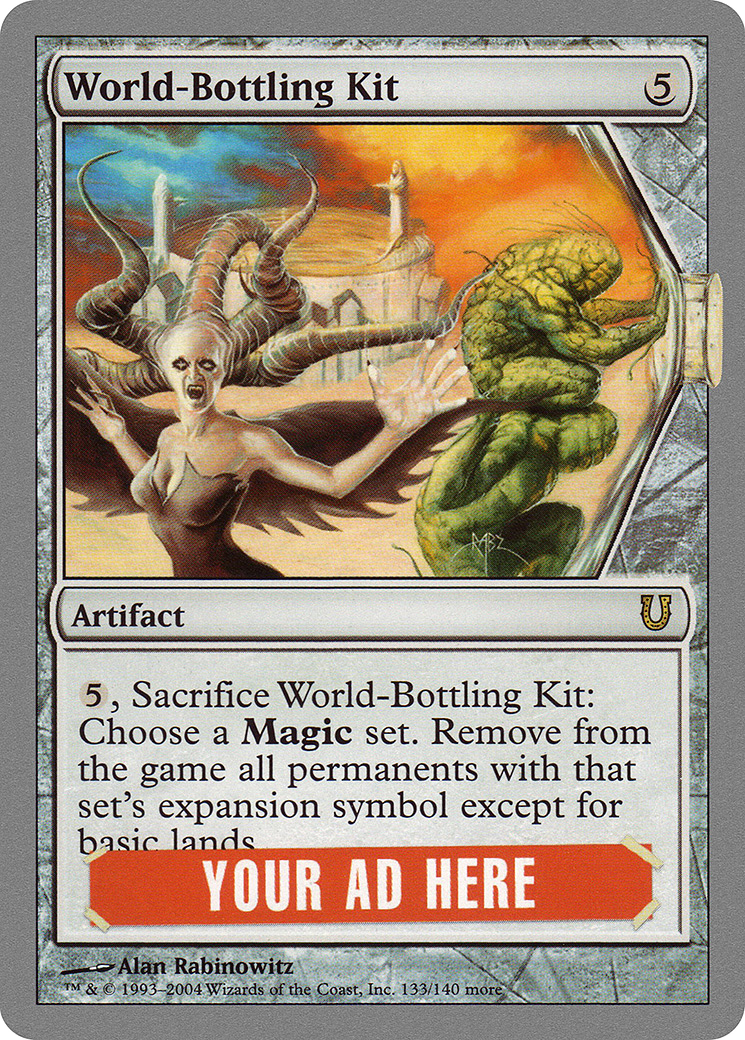 World-Bottling Kit 5
RABZ
Artifact
5, Sacrifice World-Bottling Kit:
Choose a Magic set. Remove from
the game all permanents with that
set's expansion symbol except for
basic lands
YOUR AD HERE
Alan Rabinowitz
™ & © 1993–2004 Wizards of the Coast, Inc. 133/140 more